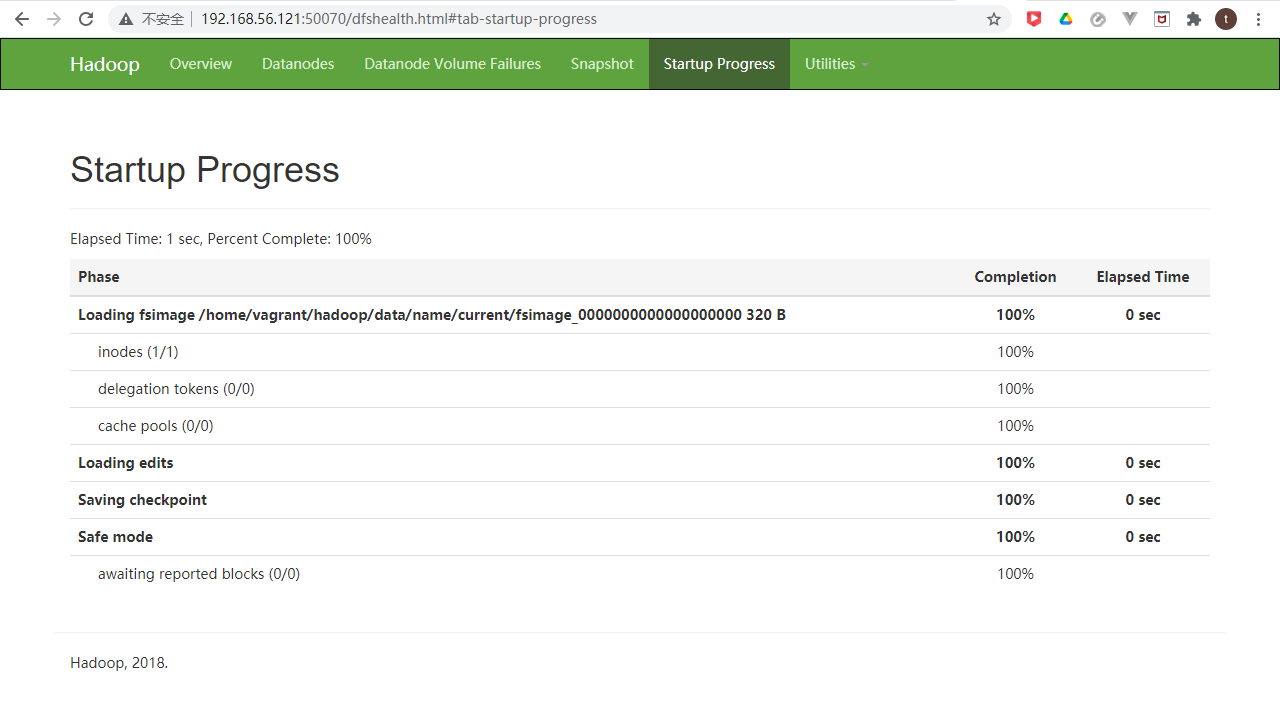 不安全 192.168.56.121:50070/dfshealth.html#tab-startup-progress t
Hadoop Overview Datanodes Datanode Volume Failures Snapshot Startup Progress Utilities
Startup Progress
Elapsed Time: 1 sec, Percent Complete: 100%
Phase Completion Elapsed Time
Loading fsimage /home/vagrant/hadoop/data/name/current/fsimage_0000000000000000000 320 B 100% 0 sec
inodes (1/1) 100%
delegation tokens (0/0) 100%
cache pools (0/0) 100%
Loading edits 100% 0 sec
Saving checkpoint 100% 0 sec
Safe mode 100% 0 sec
awaiting reported blocks (0/0) 100%
Hadoop, 2018.